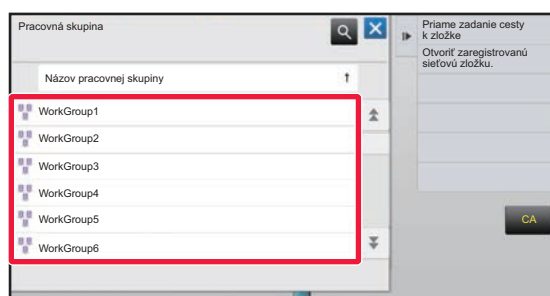 Pracovná skupina
Názov pracovnej skupiny
WorkGroup1
WorkGroup2
WorkGroup3
WorkGroup4
WorkGroup5
WorkGroup6
Priame zadanie cesty
k zložke
Otvoriť zaregistrovanú
sieťovú zložku.
CA